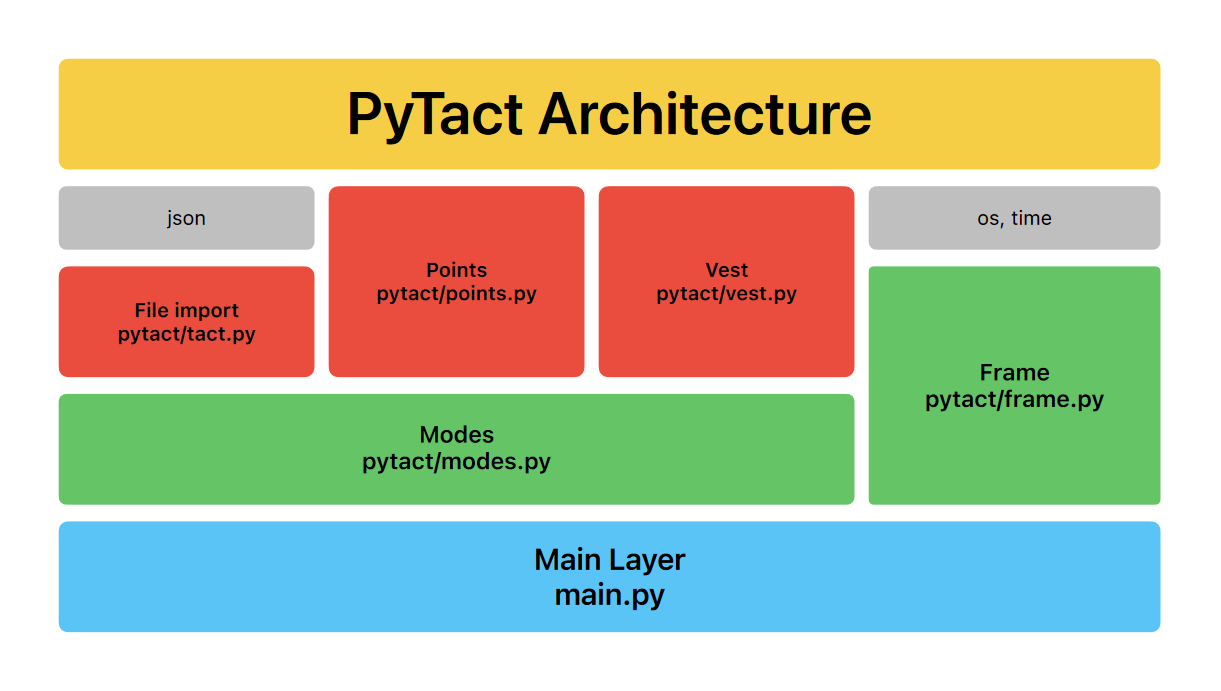 PyTact Architecture
json
Points
pytact/points.py
Vest
pytact/vest.py
os, time
File import
pytact/tact.py
Frame
pytact/frame.py
Modes
pytact/modes.py
Main Layer
main.py